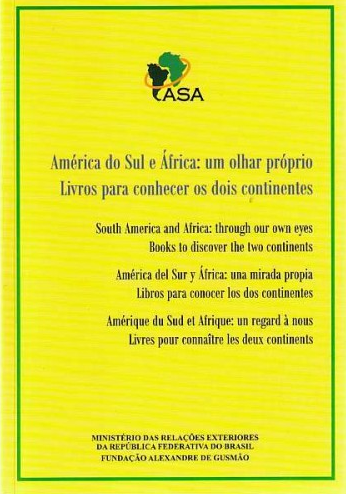 ASA
América do Sul e África: um olhar próprio
Livros para conhecer os dois continentes
South America and Africa: through our own eyes
Books to discover the two continents
América del Sur y África: una mirada propia
Libros para conocer los dos continentes
Amérique du Sud et Afrique: un regard à nous
Livres pour connaître les deux continents
MINISTÉRIO DAS RELAÇÕES EXTERIORES
DA REPÚBLICA FEDERATIVA DO BRASIL
FUNDAÇÃO ALEXANDRE DE GUSMÃO